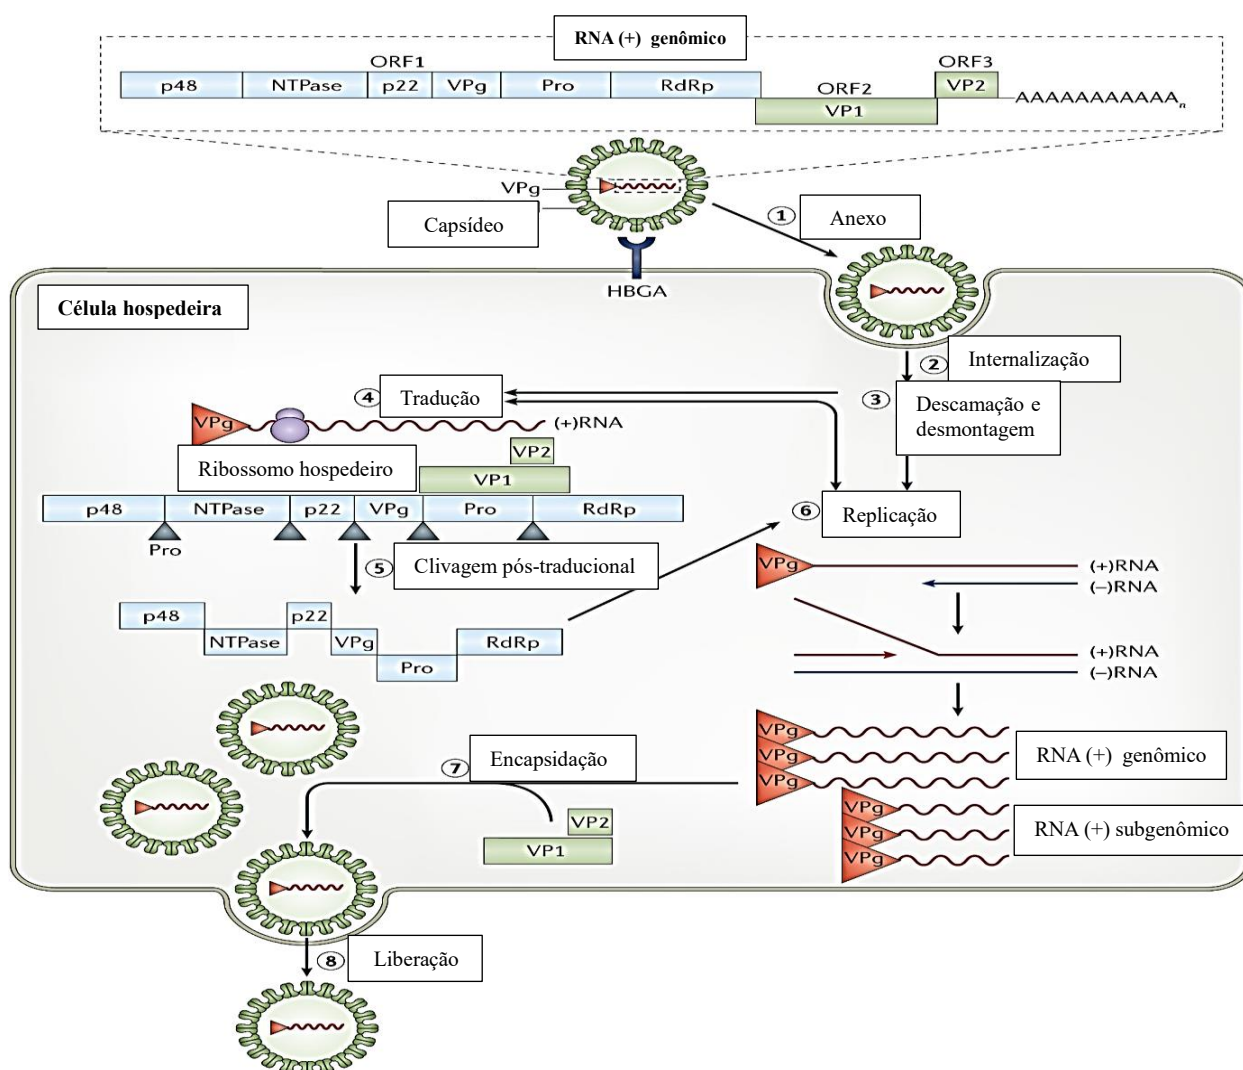 RNA (+) genômico
ORF1
ORF3
p48 NTPase p22 VPg Pro RdRp
ORF2
VP2
VP1
AAAAAAAAAAAn
VPg
Capsídeo
1 Anexo
HBGA
Célula hospedeira
2 Internalização
3 Descamação e
desmontagem
4 Tradução
VPg
(+)RNA
Ribossomo hospedeiro
VP2
VP1
p48 NTPase p22 VPg Pro RdRp
Pro
5 Clivagem pós-traducional
6 Replicação
p48
p22
NTPase
VPg
RdRp
Pro
VPg
(+)RNA
(−)RNA
(+)RNA
(−)RNA
VPg
VPg
VPg
RNA (+) genômico
VPg
VPg
VPg
RNA (+) subgenômico
7 Encapsidação
VP2
VP1
8 Liberação